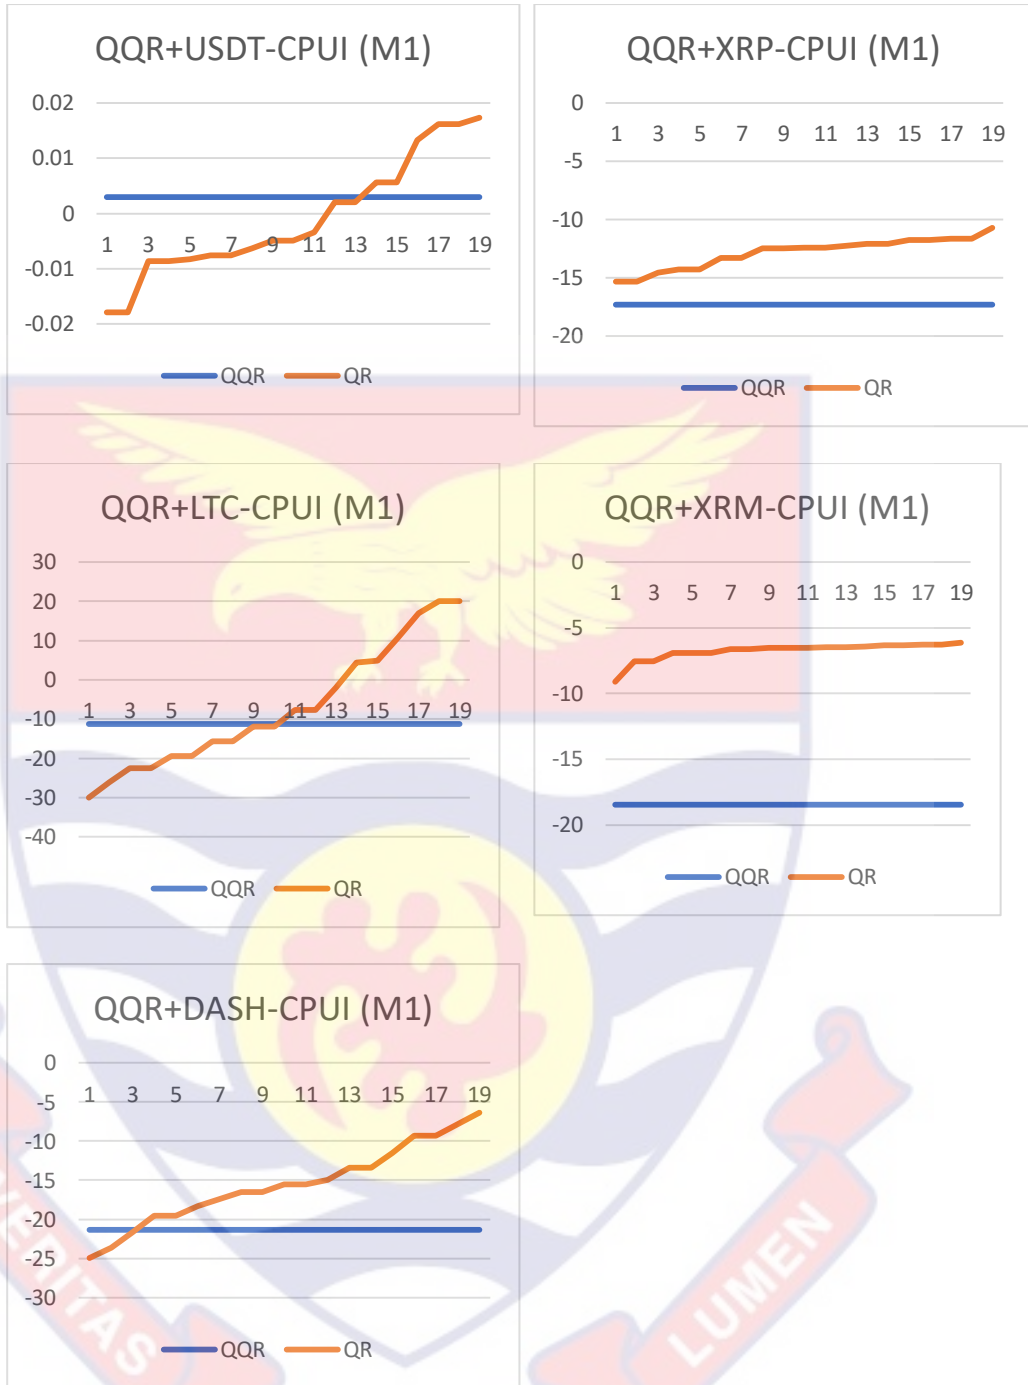 QQR+USDT-CPUI (M1)
0.02
0.01
0
-0.01
-0.02
1 3 5 7 9 11 13 15 17 19
QQR QR
QQR+XRP-CPUI (M1)
0
-5
-10
-15
-20
1 3 5 7 9 11 13 15 17 19
QQR QR
QQR+LTC-CPUI (M1)
30
20
10
0
-10
-20
-30
-40
1 3 5 7 9 11 13 15 17 19
QQR QR
QQR+XRM-CPUI (M1)
0
-5
-10
-15
-20
1 3 5 7 9 11 13 15 17 19
QQR QR
QQR+DASH-CPUI (M1)
0
-5
-10
-15
-20
-25
-30
1 3 5 7 9 11 13 15 17 19
QQR QR
VERITAS
LUMEN